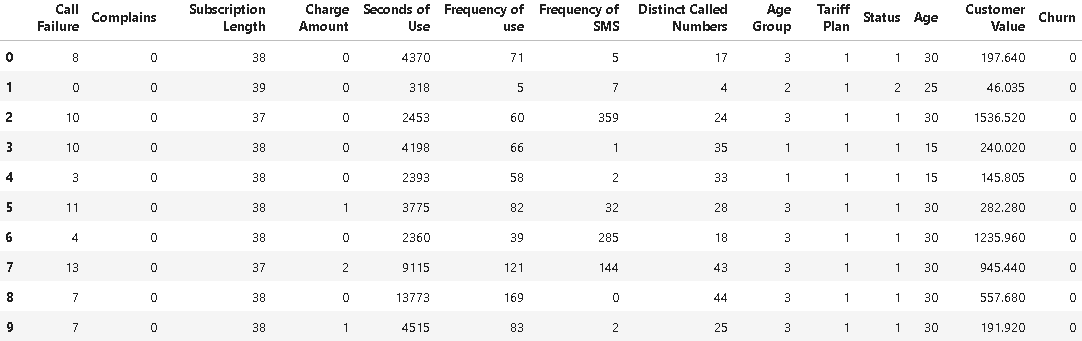 Call Failure Complains Subscription Length Charge Amount Seconds of Use Frequency of use Frequency of SMS Distinct Called Numbers Age Group Tariff Plan Status Age Customer Value Churn
0 8 0 38 0 4370 71 5 17 3 1 1 30 197.640 0
1 0 0 39 0 318 5 7 4 2 1 2 25 46.035 0
2 10 0 37 0 2453 60 359 24 3 1 1 30 1536.520 0
3 10 0 38 0 4198 66 1 35 1 1 1 15 240.020 0
4 3 0 38 0 2393 58 2 33 1 1 1 15 145.805 0
5 11 0 38 1 3775 82 32 28 3 1 1 30 282.280 0
6 4 0 38 0 2360 39 285 18 3 1 1 30 1235.960 0
7 13 0 37 2 9115 121 144 43 3 1 1 30 945.440 0
8 7 0 38 0 13773 169 0 44 3 1 1 30 557.680 0
9 7 0 38 1 4515 83 2 25 3 1 1 30 191.920 0